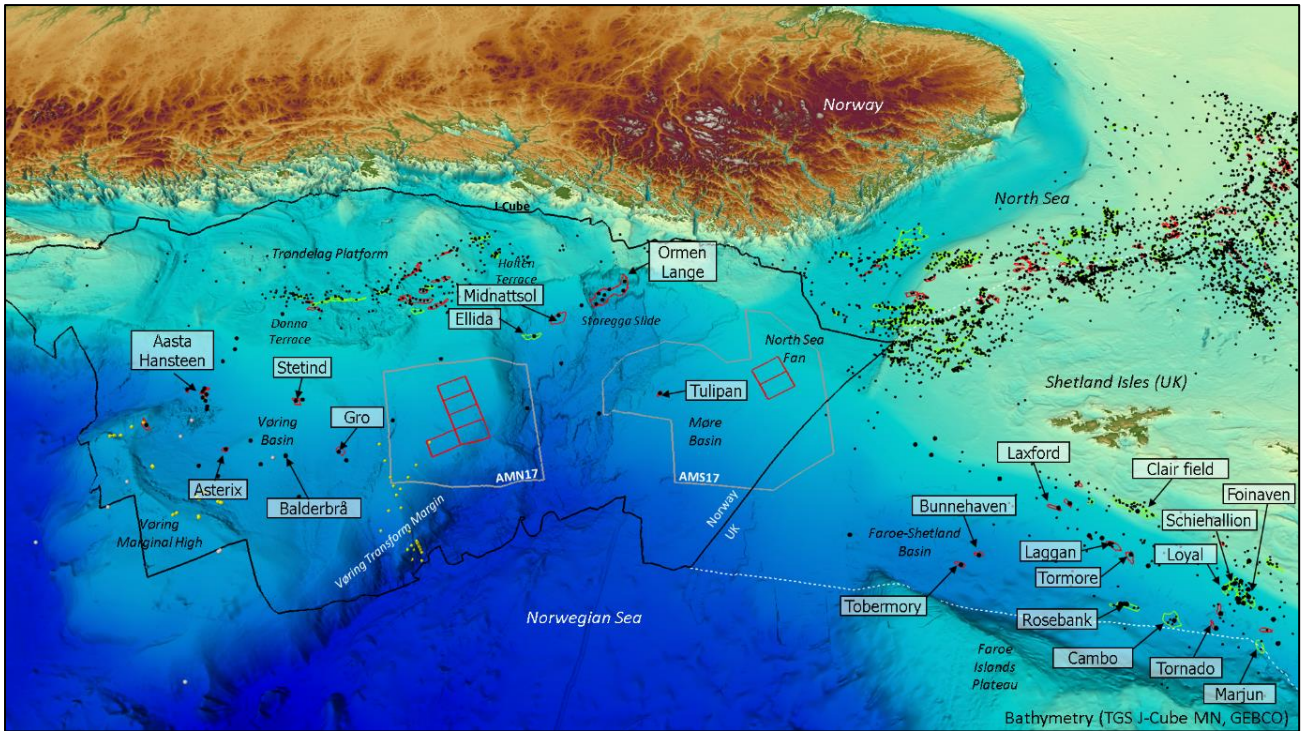 Norway
North Sea
J-Cube
Trøndelag Platform
Halten
Terrace
Ormen
Lange
Midnattsol
Ellida
Storegga Slide
Donna
Terrace
Aasta
Hansteen
Stetind
North Sea
Fan
Shetland Isles (UK)
Tulipan
Gro
Vøring
Basin
Møre
Basin
Laxford
Clair field
Foinaven
Asterix
Balderbrå
AMN17
AMS17
Norway
UK
Bunnehaven
Schiehallion
Vøring
Marginal High
Vøring Transform Margin
Faroe-Shetland
Basin
Laggan
Loyal
Tormore
Tobermory
Rosebank
Norwegian Sea
Faroe
Islands
Plateau
Cambo
Tornado
Marjun
Bathymetry (TGS J-Cube MN, GEBCO)